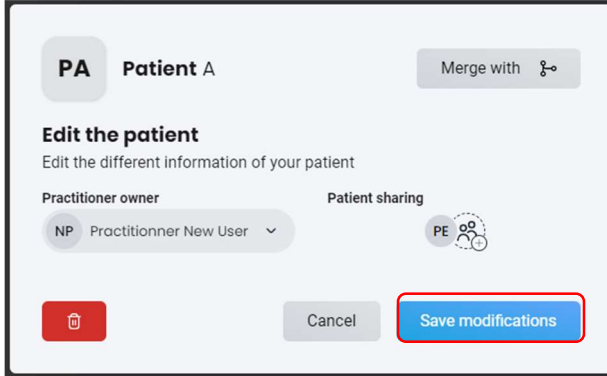 PA
Patient A
Merge with
Edit the patient
Edit the different information of your patient
Practitioner owner
Patient sharing
NP
Practitionner New User
PE
Cancel
Save modifications